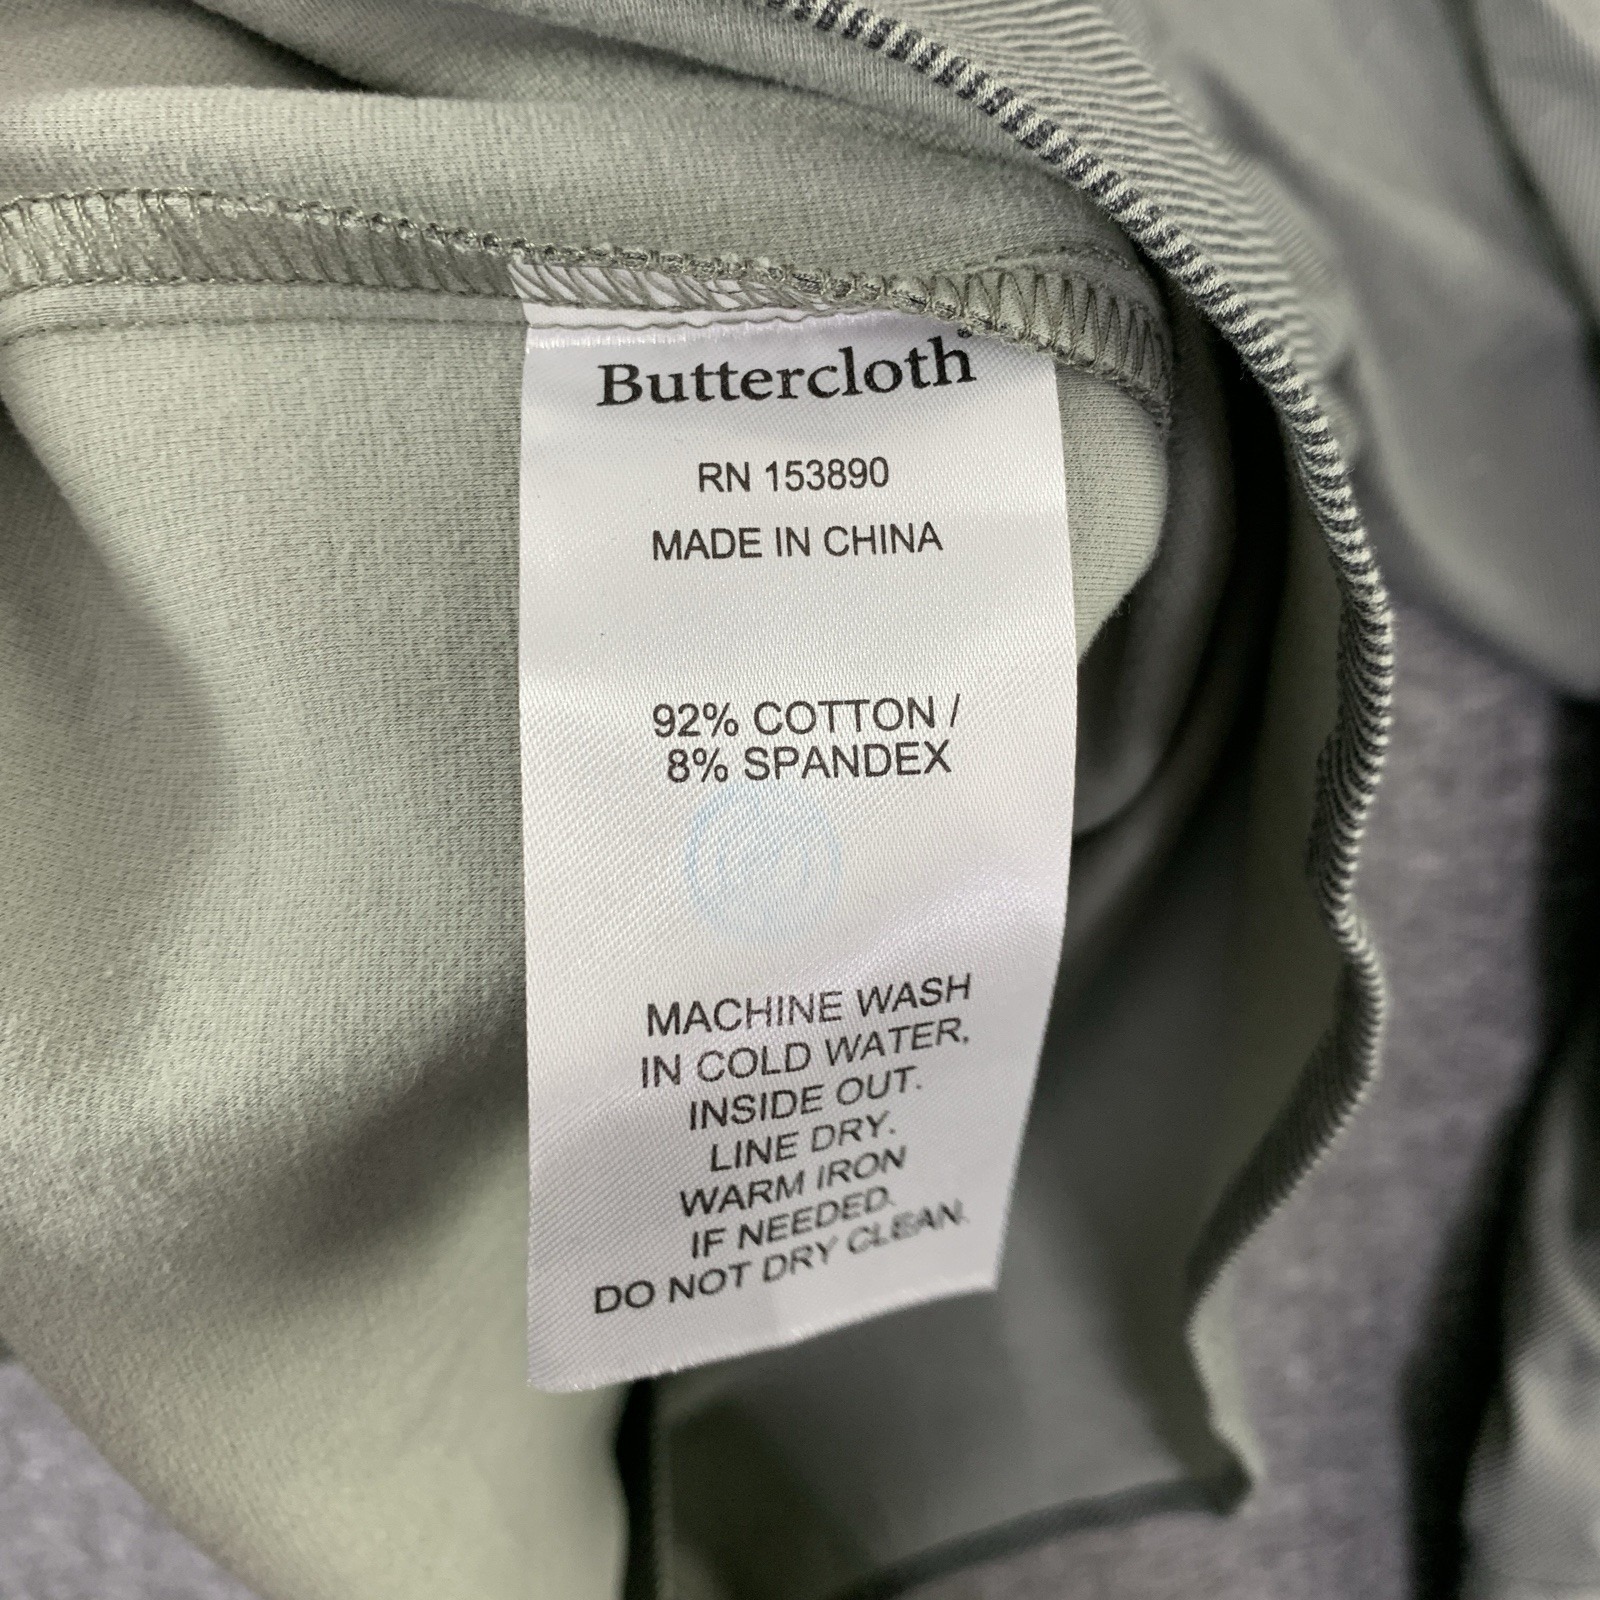 Buttercloth
RN 153890
MADE IN CHINA
92% COTTON /
8% SPANDEX
MACHINE WASH
IN COLD WATER,
INSIDE OUT.
LINE DRY.
WARM IRON
IF NEEDED.
DO NOT DRY CLEAN.